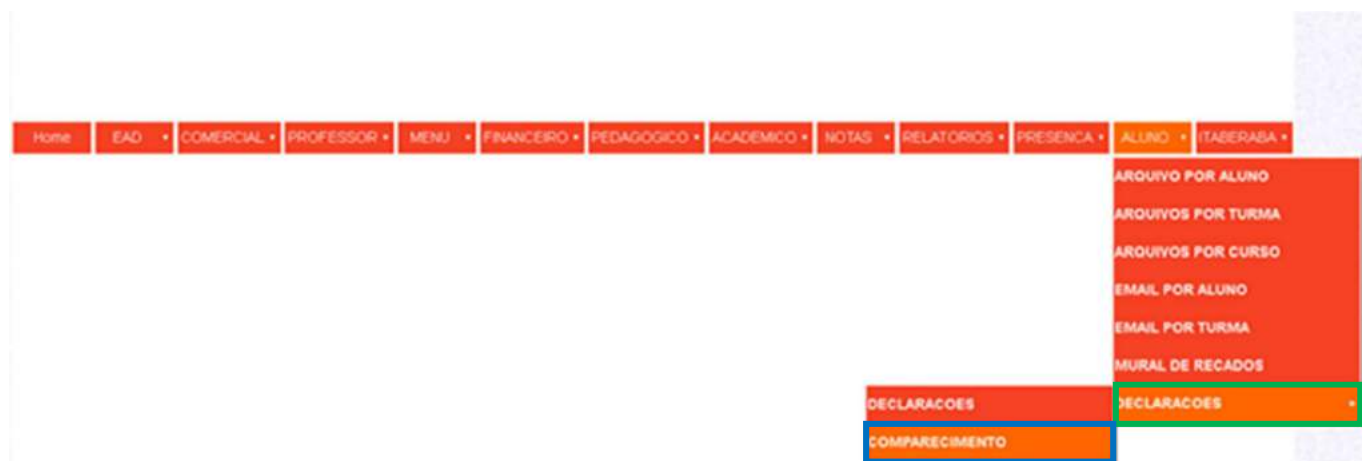 Home EAD COMERCIAL PROFESSOR MENU FINANCEIRO PEDAGOGICO ACADEMICO NOTAS RELATORIOS PRESENCA ALUNO ITABERABA
ARQUIVO POR ALUNO
ARQUIVOS POR TURMA
ARQUIVOS POR CURSO
EMAIL POR ALUNO
EMAIL POR TURMA
MURAL DE RECADOS
DECLARACOES DECLARACOES
COMPARECIMENTO